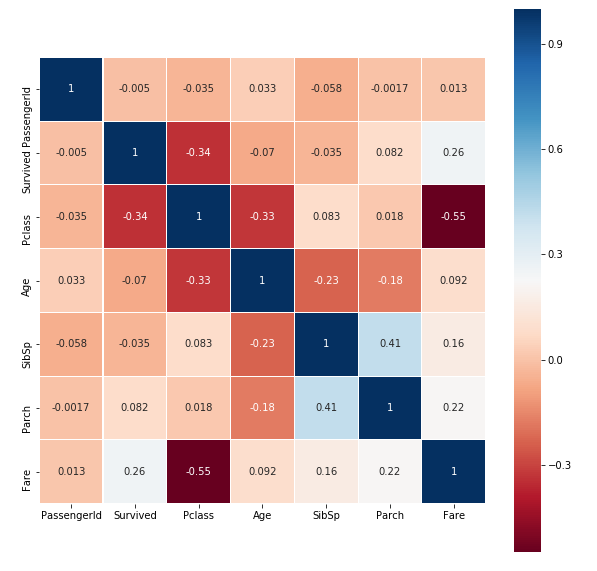 0.9
PassengerId 1 -0.005 -0.035 0.033 -0.058 -0.0017 0.013
Survived -0.005 1 -0.34 -0.07 -0.035 0.082 0.26
Pclass -0.035 -0.34 1 -0.33 0.083 0.018 -0.55
0.3
Age 0.033 -0.07 -0.33 1 -0.23 -0.18 0.092
SibSp -0.058 -0.035 0.083 -0.23 1 0.41 0.16
0.0
Parch -0.0017 0.082 0.018 -0.18 0.41 1 0.22
-0.3
Fare 0.013 0.26 -0.55 0.092 0.16 0.22 1
PassengerId Survived Pclass Age SibSp Parch Fare